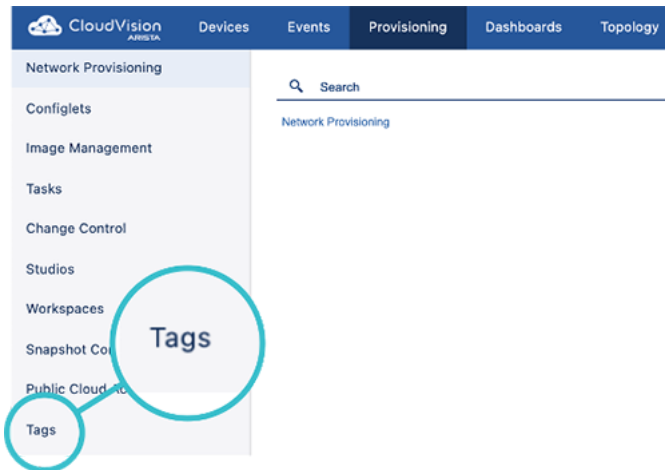 CloudVision
ARISTA
Devices Events Provisioning Dashboards Topology
Network Provisioning
Search
Configlets
Network Provisioning
Image Management
Tasks
Change Control
Studios
Workspaces
Tags
Snapshot Co
Public Cloud Ac
Tags